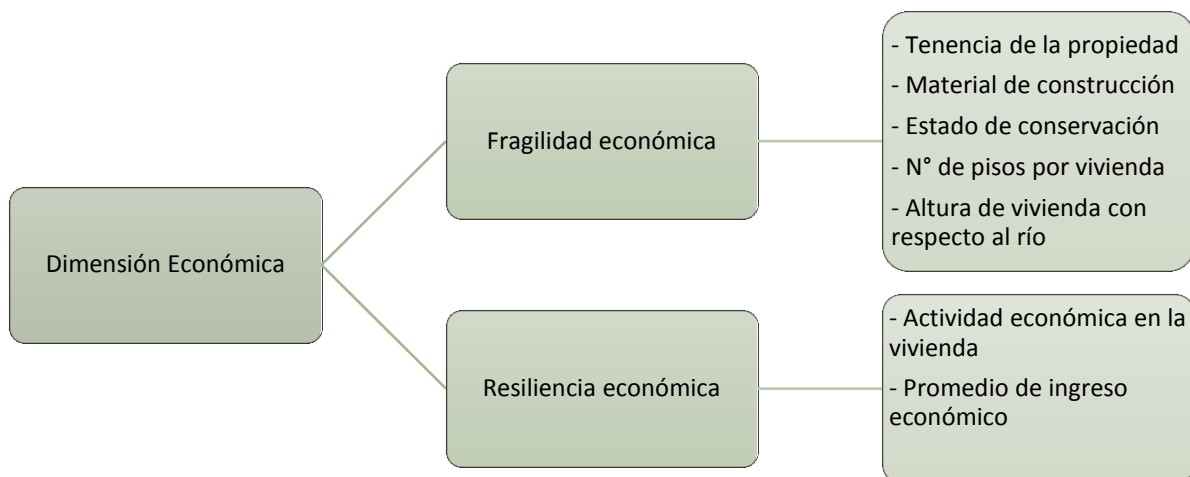 Dimensión Económica
Fragilidad económica
- Tenencia de la propiedad
- Material de construcción
- Estado de conservación
- N° de pisos por vivienda
- Altura de vivienda con
respecto al río
Resiliencia económica
- Actividad económica en la
vivienda
- Promedio de ingreso
económico